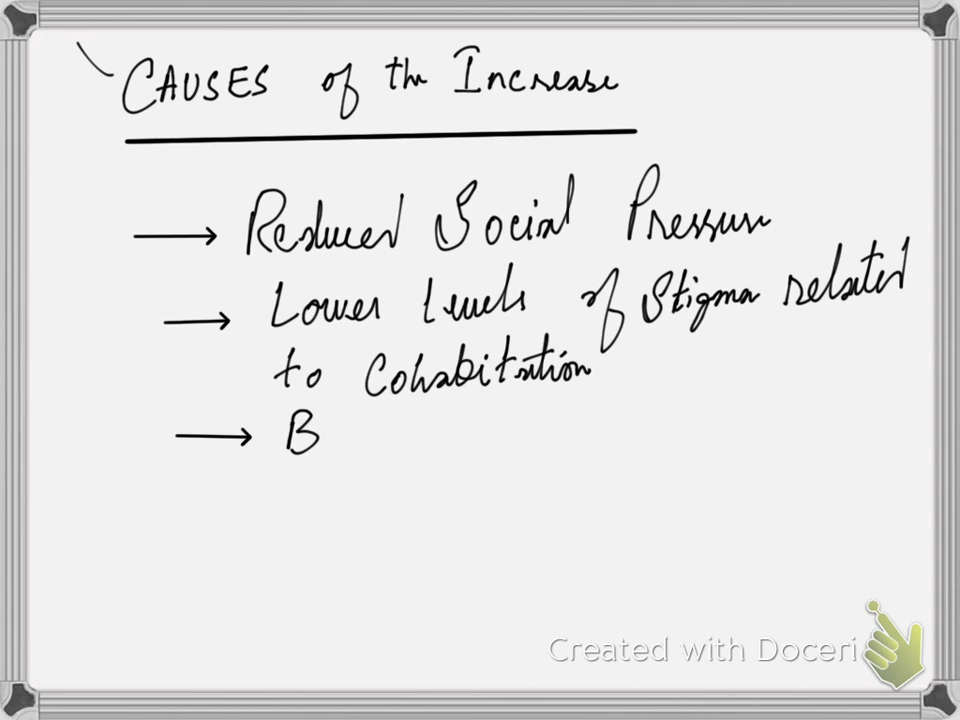 CAUSES of the Increase
→ Reduced Social Pressure
→ Lower levels of Stigma related
to Cohabitation
→ B
Created with Doceri